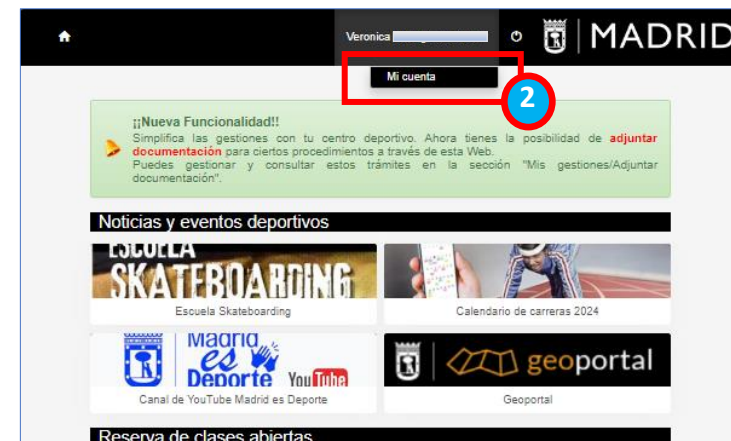 Veronica
MADRID
Mi cuenta
2
¡¡Nueva Funcionalidad!!
Simplifica las gestiones con tu centro deportivo. Ahora tienes la posibilidad de adjuntar
documentación para ciertos procedimientos a través de esta Web.
Puedes gestionar y consultar estos trámites en la sección "Mis gestiones/Adjuntar
documentación".
Noticias y eventos deportivos
ESCUELA
SKATEBOARDING
Escuela Skateboarding
Calendario de carreras 2024
Madrid
es
Deporte
YouTube
Canal de YouTube Madrid es Deporte
geoportal
Geoportal
Reserva de clases abiertas